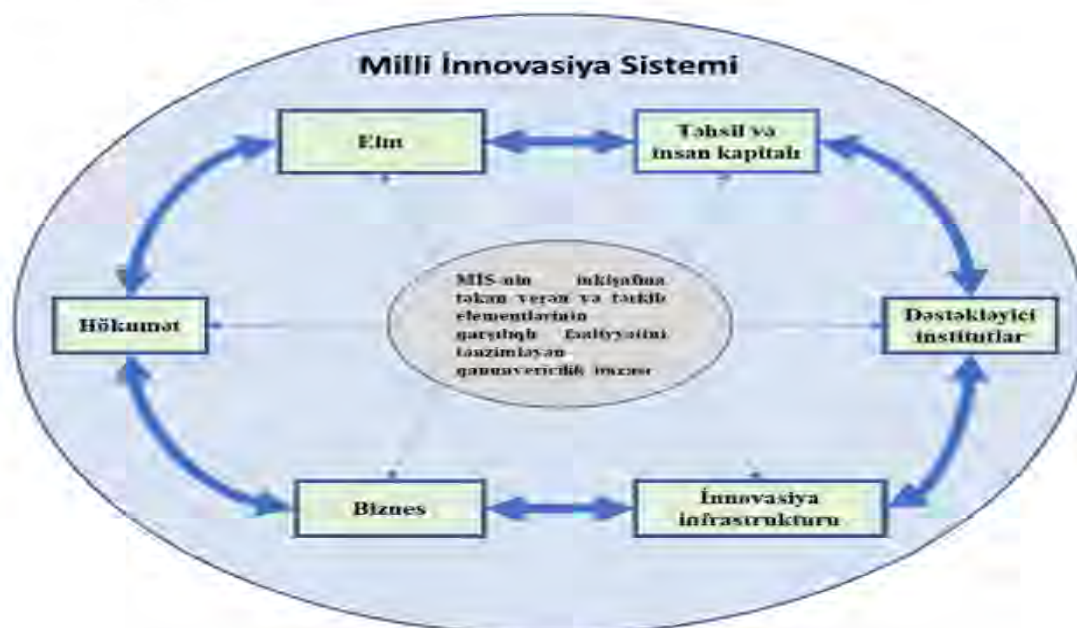 Milli İnnovasiya Sistemi
Elm
Təhsil və
insan kapitalı
MİS-nin inkişafına
təkan verən və tərkib
elementlərinin
qarşılıqlı fəaliyyətini
tənzimləyən
qanunvericilik bazası
Hökumət
Dəstəkləyici
institutlar
Biznes
İnnovasiya
infrastrukturu